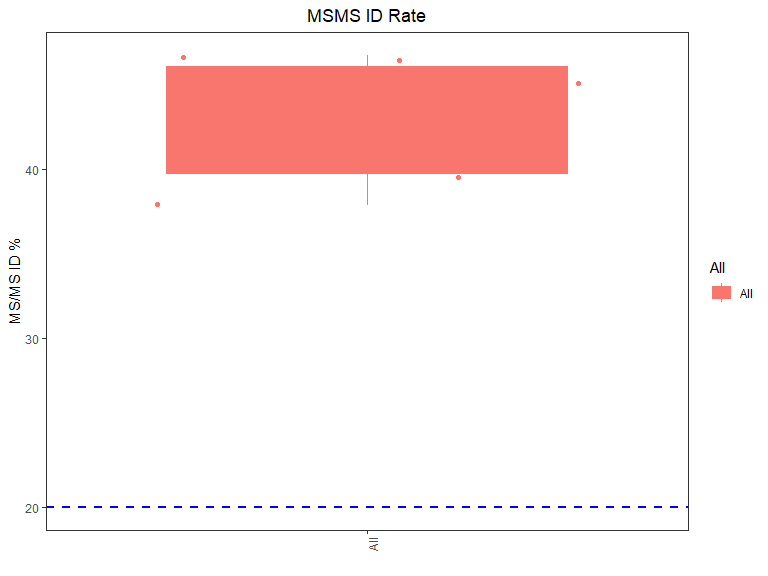 MSMS ID Rate
MS/MS ID %
40
30
20
All
All
All